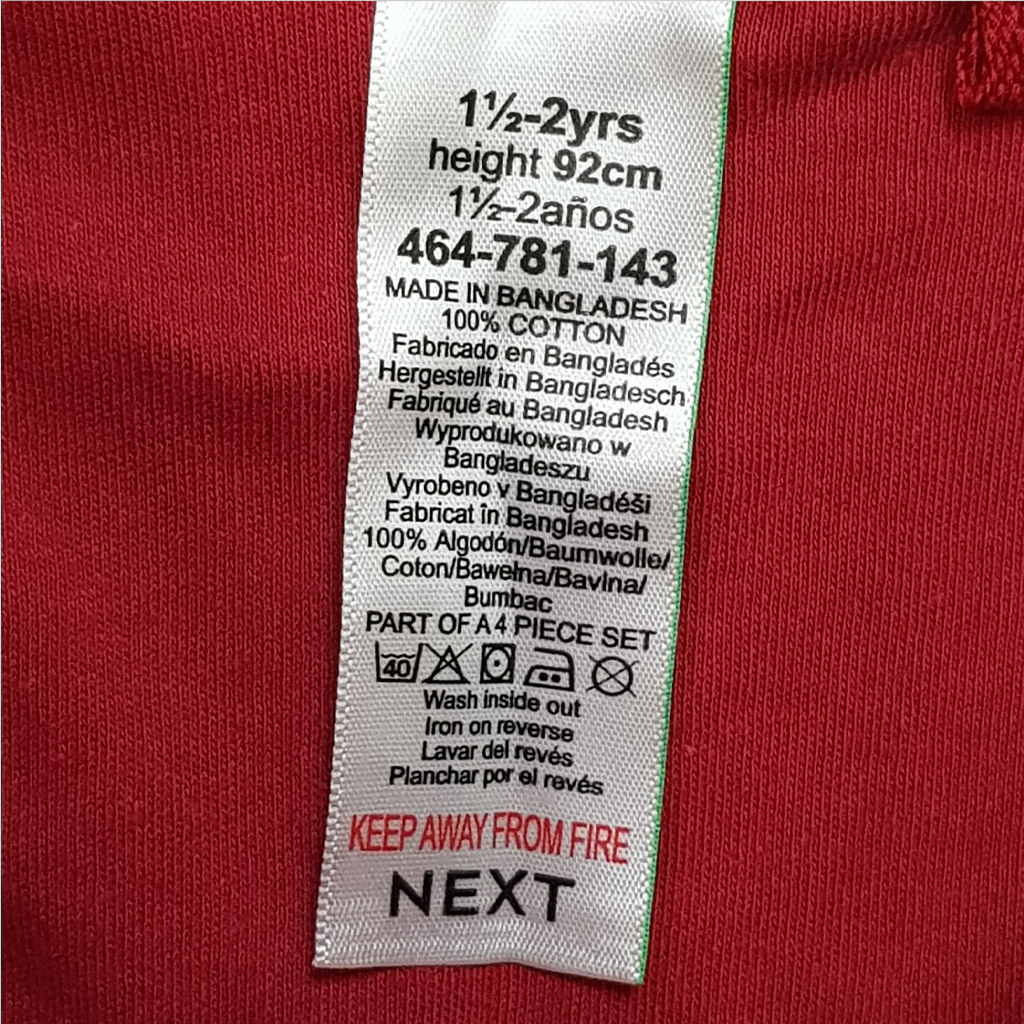 1½-2yrs
height 92cm
1½-2años
464-781-143
MADE IN BANGLADESH
100% COTTON
Fabricado en Bangladés
Hergestellt in Bangladesch
Fabriqué au Bangladesh
Wyprodukowano w
Bangladeszu
Vyrobeno v Bangladéši
Fabricat în Bangladesh
100% Algodón/Baumwolle/
Coton/Bawełna/Bavlna/
Bumbac
PART OF A 4 PIECE SET
40
Wash inside out
Iron on reverse
Lavar del revés
Planchar por el revés
KEEP AWAY FROM FIRE
NEXT